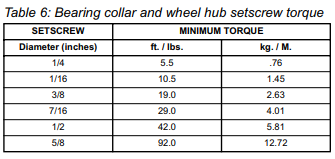 Table 6: Bearing collar and wheel hub setscrew torque
SETSCREW MINIMUM TORQUE
Diameter (inches) ft. / lbs. kg. / M.
1/4 5.5 .76
1/16 10.5 1.45
3/8 19.0 2.63
7/16 29.0 4.01
1/2 42.0 5.81
5/8 92.0 12.72